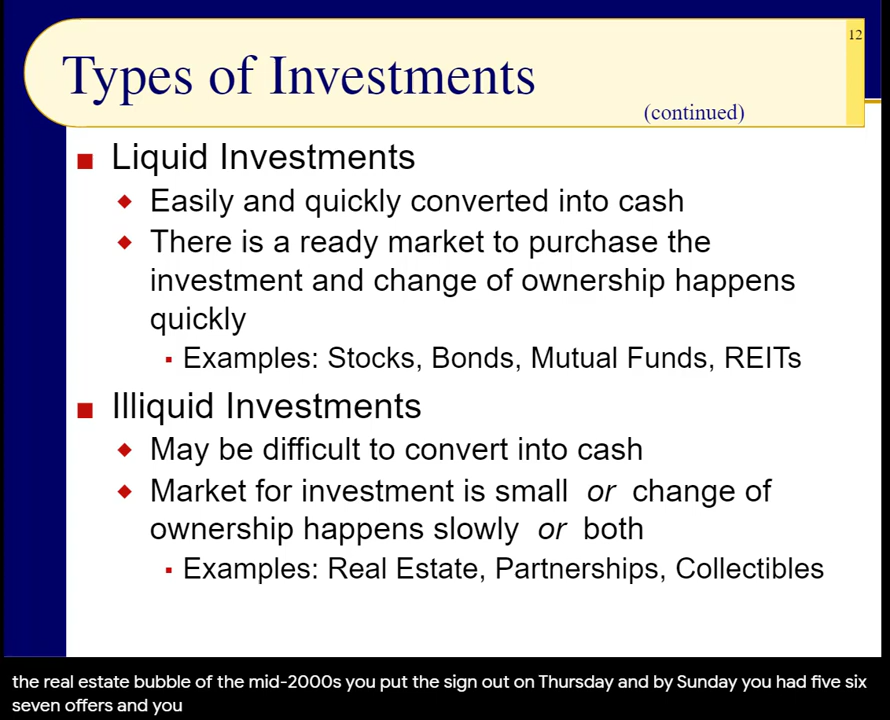 12
Types of Investments
(continued)
Liquid Investments
Easily and quickly converted into cash
There is a ready market to purchase the
investment and change of ownership happens
quickly
Examples: Stocks, Bonds, Mutual Funds, REITs
Illiquid Investments
May be difficult to convert into cash
Market for investment is small or change of
ownership happens slowly or both
Examples: Real Estate, Partnerships, Collectibles
the real estate bubble of the mid-2000s you put the sign out on Thursday and by Sunday you had five six
seven offers and you